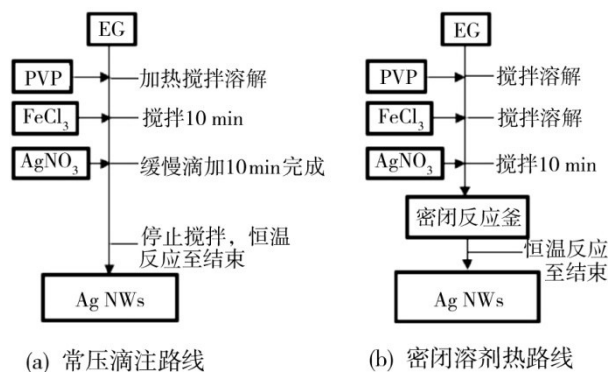 EG
PVP
加热搅拌溶解
FeCl₃
搅拌10 min
AgNO₃
缓慢滴加10min完成
停止搅拌，恒温
反应至结束
Ag NWs
(a) 常压滴注路线
EG
PVP
搅拌溶解
FeCl₃
搅拌溶解
AgNO₃
搅拌10 min
密闭反应釜
恒温反应
至结束
Ag NWs
(b) 密闭溶剂热路线